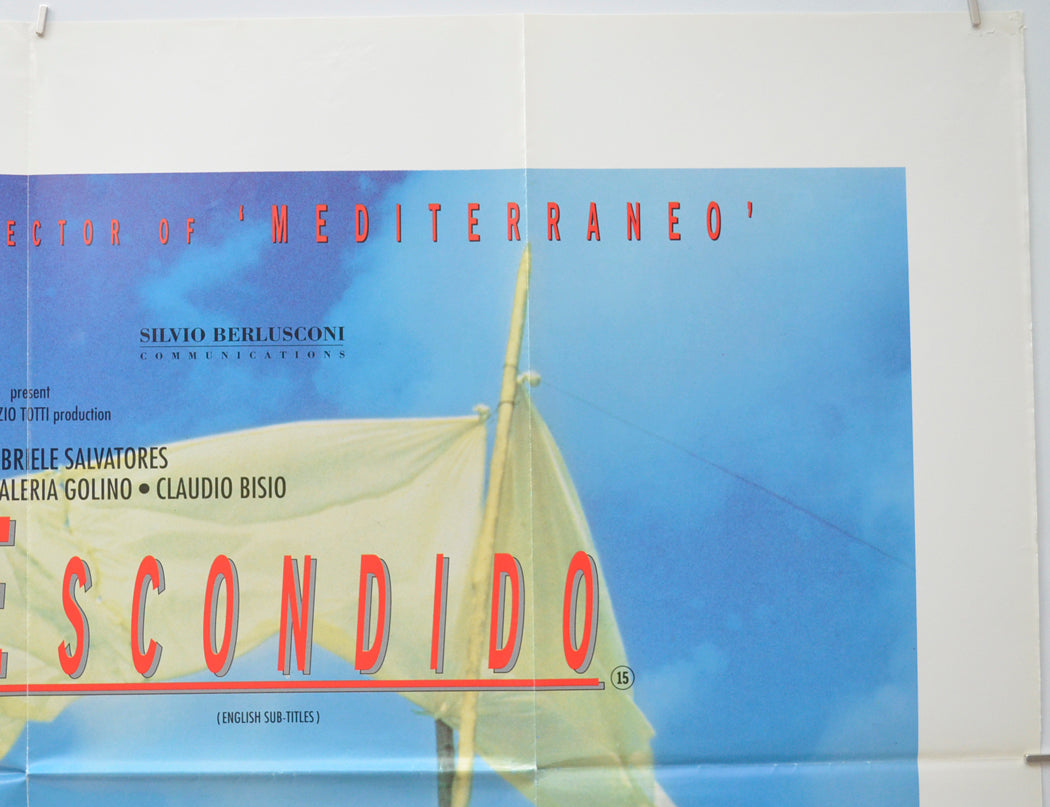 ECTOR OF 'MEDITERRANEO'
SILVIO BERLUSCONI
COMMUNICATIONS
present
ZIO TOTTI production
BRIELE SALVATORES
ALERIA GOLINO • CLAUDIO BISIO
ESCONDIDO
15
(ENGLISH SUB-TITLES)